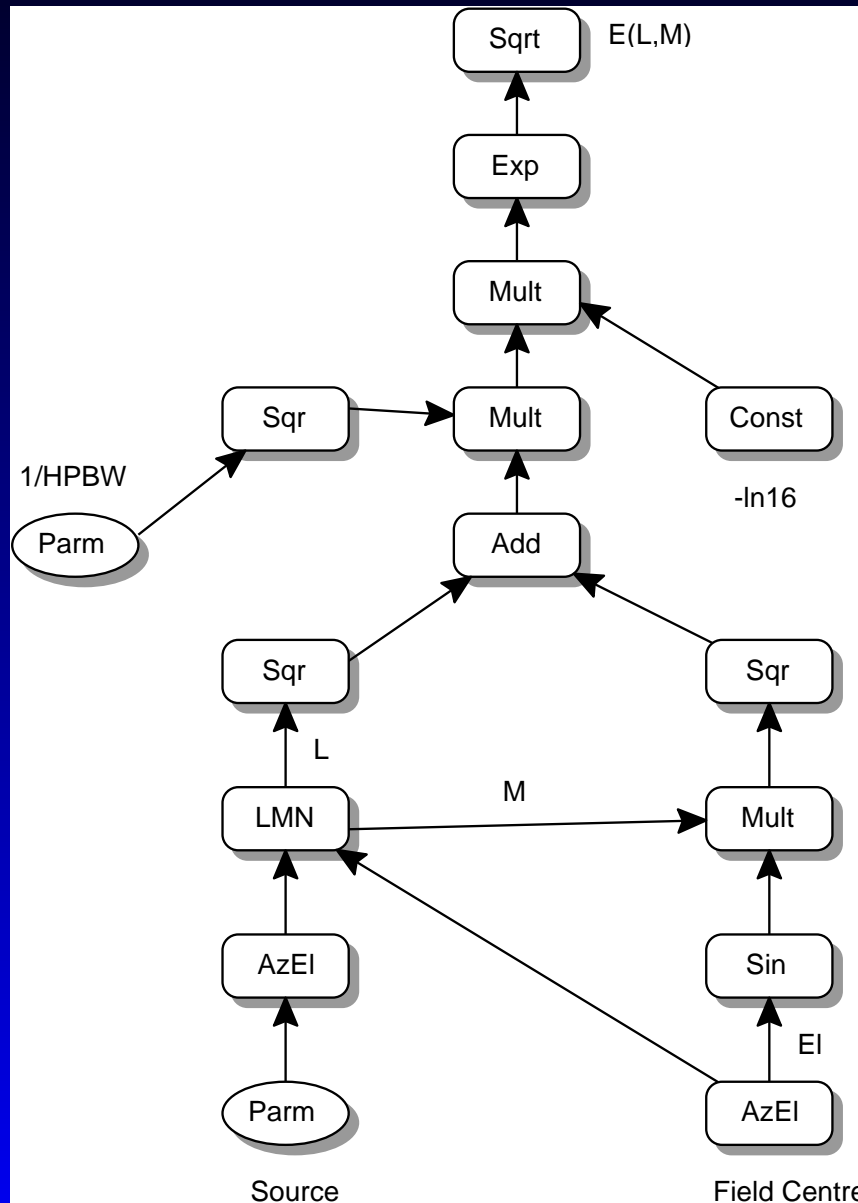 Sqrt E(L,M)
Exp
Mult
Sqr Mult Const
1/HPBW
-ln16
Parm Add
Sqr Sqr
L
M
LMN Mult
AzEl Sin
El
Parm AzEl
Source Field Centre